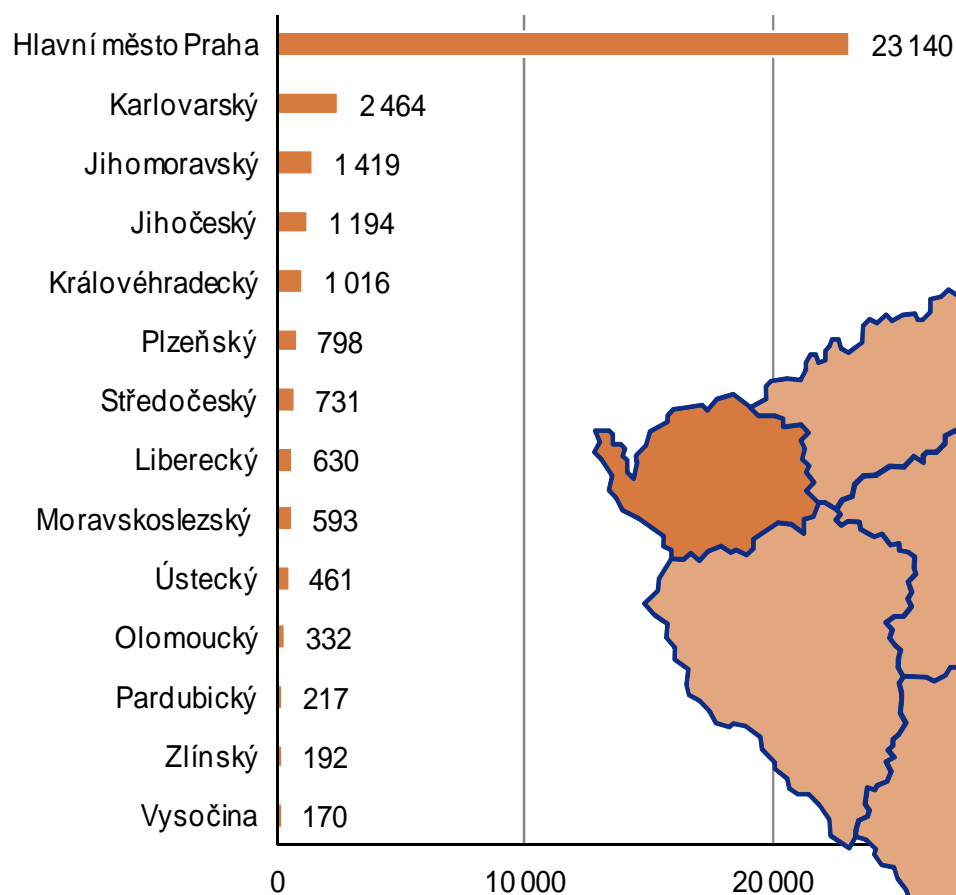 Hlavní město Praha 23 140
Karlovarský 2 464
Jihomoravský 1 419
Jihočeský 1 194
Královéhradecký 1 016
Plzeňský 798
Středočeský 731
Liberecký 630
Moravskoslezský 593
Ústecký 461
Olomoucký 332
Pardubický 217
Zlínský 192
Vysočina 170
0 10 000 20 000